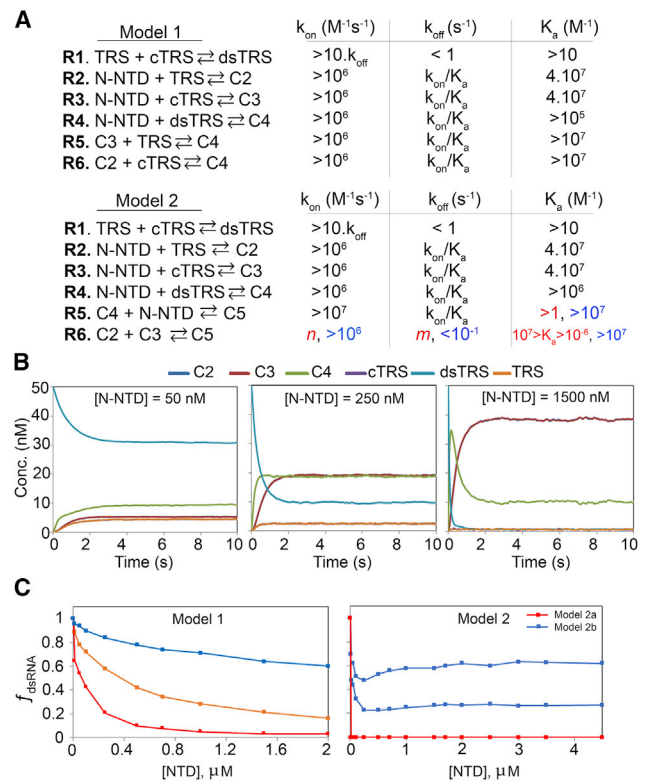 A
Model 1 kon (M-1s-1) koff (s-1) Ka (M-1)
R1. TRS + cTRS ⇄ dsTRS >10.koff < 1 >10
R2. N-NTD + TRS ⇄ C2 >10⁶ kon/Ka 4.10⁷
R3. N-NTD + cTRS ⇄ C3 >10⁶ kon/Ka 4.10⁷
R4. N-NTD + dsTRS ⇄ C4 >10⁶ kon/Ka >10⁵
R5. C3 + TRS ⇄ C4 >10⁶ kon/Ka >10⁷
R6. C2 + cTRS ⇄ C4 >10⁶ kon/Ka >10⁷
Model 2 kon (M-1s-1) koff (s-1) Ka (M-1)
R1. TRS + cTRS ⇄ dsTRS >10.koff < 1 >10
R2. N-NTD + TRS ⇄ C2 >10⁶ kon/Ka 4.10⁷
R3. N-NTD + cTRS ⇄ C3 >10⁶ kon/Ka 4.10⁷
R4. N-NTD + dsTRS ⇄ C4 >10⁶ kon/Ka >10⁶
R5. C4 + N-NTD ⇄ C5 >10⁷ kon/Ka >1, >10⁷
R6. C2 + C3 ⇄ C5 n, >10⁶ m, <10-1 10⁷>Ka>10-6, >10⁷
B
C2 C3 C4 cTRS dsTRS TRS
[N-NTD] = 50 nM [N-NTD] = 250 nM [N-NTD] = 1500 nM
Conc. (nM)
50
40
30
20
10
0
0 2 4 6 8 10 0 2 4 6 8 10 0 2 4 6 8 10
Time (s) Time (s) Time (s)
C
Model 1 Model 2
Model 2a
Model 2b
fdsRNA
1
0.8
0.6
0.4
0.2
0
0 0.4 0.8 1.2 1.6 2 0 1 2 3 4
[NTD], μM [NTD], μM